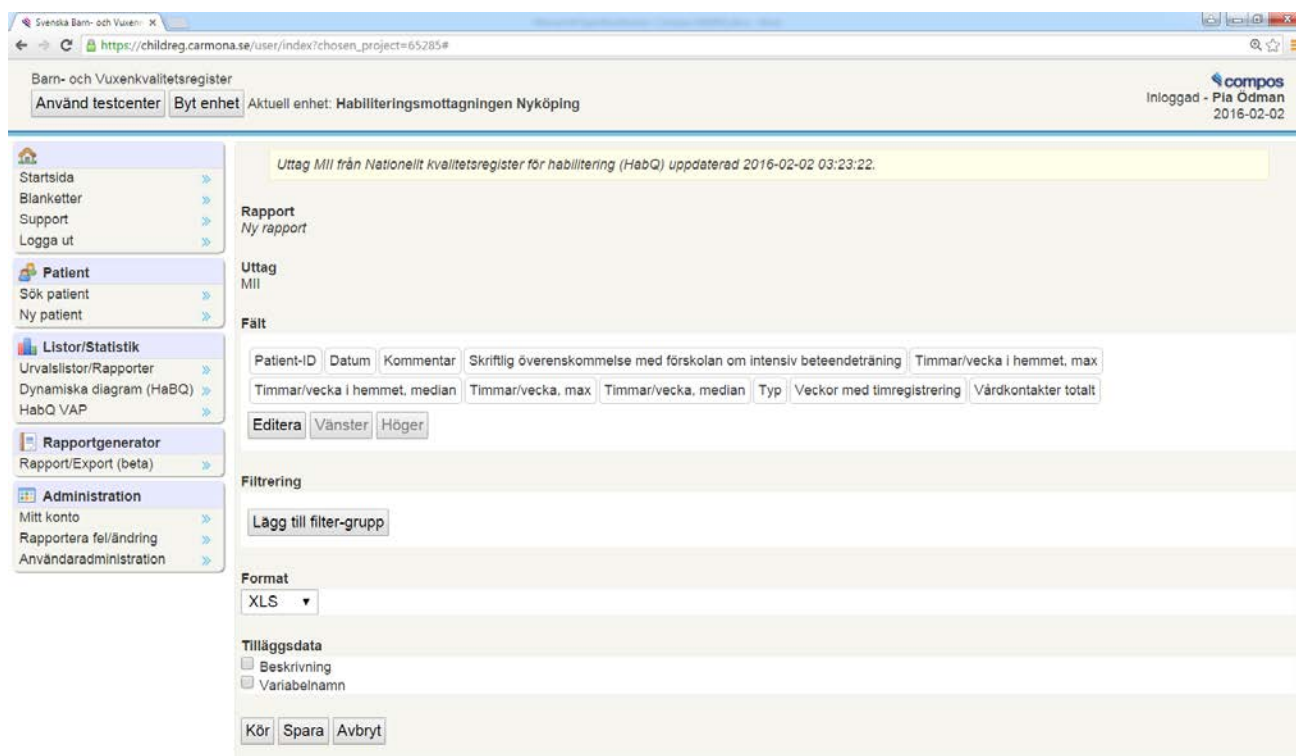 Svenska Barn- och Vuxen
https://childreg.carmona.se/user/index?chosen_project=65285#
Barn- och Vuxenkvalitetsregister
Använd testcenter Byt enhet Aktuell enhet: Habiliteringsmottagningen Nyköping
compos
Inloggad - Pia Ödman
2016-02-02
Startsida
Blanketter
Support
Logga ut
Patient
Sök patient
Ny patient
Listor/Statistik
Urvalslistor/Rapporter
Dynamiska diagram (HaBQ)
HabQ VAP
Rapportgenerator
Rapport/Export (beta)
Administration
Mitt konto
Rapportera fel/ändring
Användaradministration
Uttag MII från Nationellt kvalitetsregister för habilitering (HabQ) uppdaterad 2016-02-02 03:23:22.
Rapport
Ny rapport
Uttag
MII
Fält
Patient-ID Datum Kommentar Skriftlig överenskommelse med förskolan om intensiv beteendeträning Timmar/vecka i hemmet, max
Timmar/vecka i hemmet, median Timmar/vecka, max Timmar/vecka, median Typ Veckor med timregistrering Vårdkontakter totalt
Editera Vänster Höger
Filtrering
Lägg till filter-grupp
Format
XLS
Tilläggsdata
Beskrivning
Variabelnamn
Kör Spara Avbryt